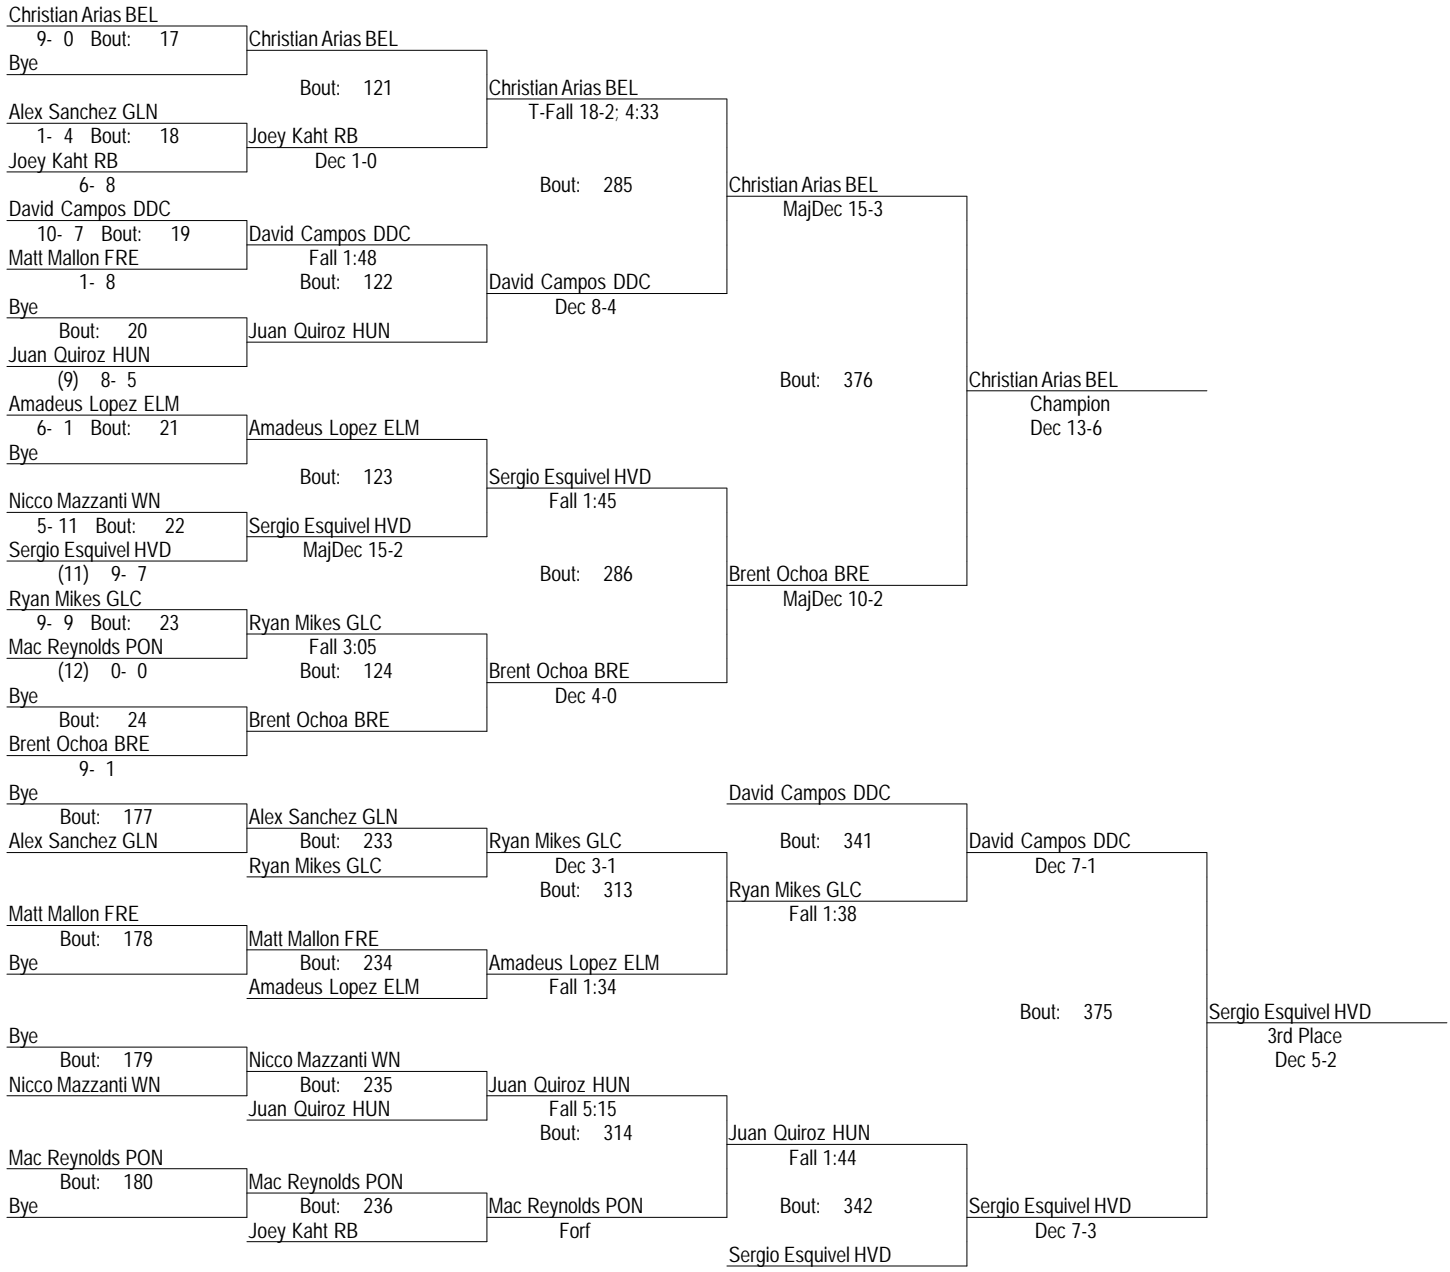 Christian Arias BEL
9- 0 Bout: 17
Christian Arias BEL
Bye
Bout: 121
Christian Arias BEL
Alex Sanchez GLN
T-Fall 18-2; 4:33
1- 4 Bout: 18
Joey Kaht RB
Joey Kaht RB
Dec 1-0
6- 8
Bout: 285
Christian Arias BEL
David Campos DDC
MajDec 15-3
10- 7 Bout: 19
David Campos DDC
Matt Mallon FRE
Fall 1:48
1- 8
Bout: 122
David Campos DDC
Bye
Dec 8-4
Bout: 20
Juan Quiroz HUN
Juan Quiroz HUN
(9) 8- 5
Bout: 376
Christian Arias BEL
Amadeus Lopez ELM
Champion
6- 1 Bout: 21
Amadeus Lopez ELM
Dec 13-6
Bye
Bout: 123
Sergio Esquivel HVD
Nicco Mazzanti WN
Fall 1:45
5- 11 Bout: 22
Sergio Esquivel HVD
Sergio Esquivel HVD
MajDec 15-2
(11) 9- 7
Bout: 286
Brent Ochoa BRE
Ryan Mikes GLC
MajDec 10-2
9- 9 Bout: 23
Ryan Mikes GLC
Mac Reynolds PON
Fall 3:05
(12) 0- 0
Bout: 124
Brent Ochoa BRE
Bye
Dec 4-0
Bout: 24
Brent Ochoa BRE
Brent Ochoa BRE
9- 1
Bye
David Campos DDC
Bout: 177
Alex Sanchez GLN
Alex Sanchez GLN
Bout: 233
Ryan Mikes GLC
Bout: 341
David Campos DDC
Ryan Mikes GLC
Dec 3-1
Dec 7-1
Bout: 313
Ryan Mikes GLC
Matt Mallon FRE
Fall 1:38
Bout: 178
Matt Mallon FRE
Bye
Bout: 234
Amadeus Lopez ELM
Amadeus Lopez ELM
Fall 1:34
Bout: 375
Sergio Esquivel HVD
Bye
3rd Place
Bout: 179
Nicco Mazzanti WN
Dec 5-2
Nicco Mazzanti WN
Bout: 235
Juan Quiroz HUN
Juan Quiroz HUN
Fall 5:15
Bout: 314
Juan Quiroz HUN
Mac Reynolds PON
Fall 1:44
Bout: 180
Mac Reynolds PON
Bye
Bout: 236
Mac Reynolds PON
Bout: 342
Sergio Esquivel HVD
Joey Kaht RB
Forf
Dec 7-3
Sergio Esquivel HVD